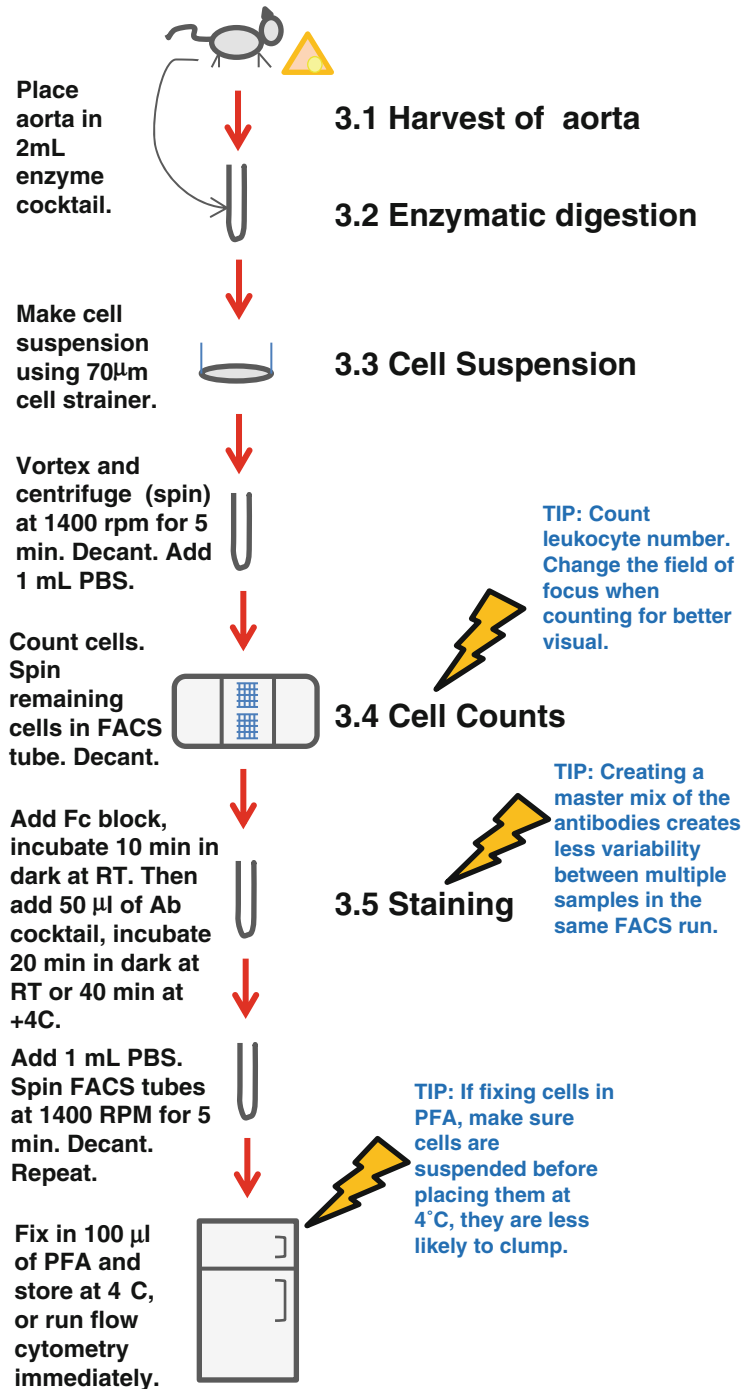 Place
aorta in
2mL
enzyme
cocktail.
3.1 Harvest of aorta
3.2 Enzymatic digestion
Make cell
suspension
using 70μm
cell strainer.
3.3 Cell Suspension
Vortex and
centrifuge (spin)
at 1400 rpm for 5
min. Decant. Add
1 mL PBS.
TIP: Count
leukocyte number.
Change the field of
focus when
counting for better
visual.
Count cells.
Spin
remaining
cells in FACS
tube. Decant.
3.4 Cell Counts
TIP: Creating a
master mix of the
antibodies creates
less variability
between multiple
samples in the
same FACS run.
Add Fc block,
incubate 10 min in
dark at RT. Then
add 50 μl of Ab
cocktail, incubate
20 min in dark at
RT or 40 min at
+4C.
3.5 Staining
Add 1 mL PBS.
Spin FACS tubes
at 1400 RPM for 5
min. Decant.
Repeat.
TIP: If fixing cells in
PFA, make sure
cells are
suspended before
placing them at
4˚C, they are less
likely to clump.
Fix in 100 μl
of PFA and
store at 4 C,
or run flow
cytometry
immediately.